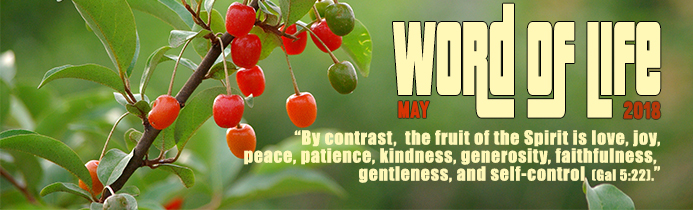 WORD OF LIFE
MAY 2018
“By contrast, the fruit of the Spirit is love, joy,
peace, patience, kindness, generosity, faithfulness,
gentleness, and self-control (Gal 5:22).”